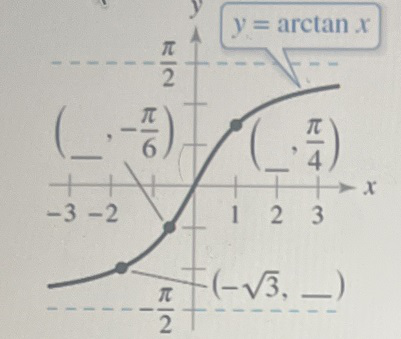 y
y = arctan x
π/2
(__, -π/6)
(__, π/4)
-3 -2 1 2 3 x
(-√3, __)
-π/2